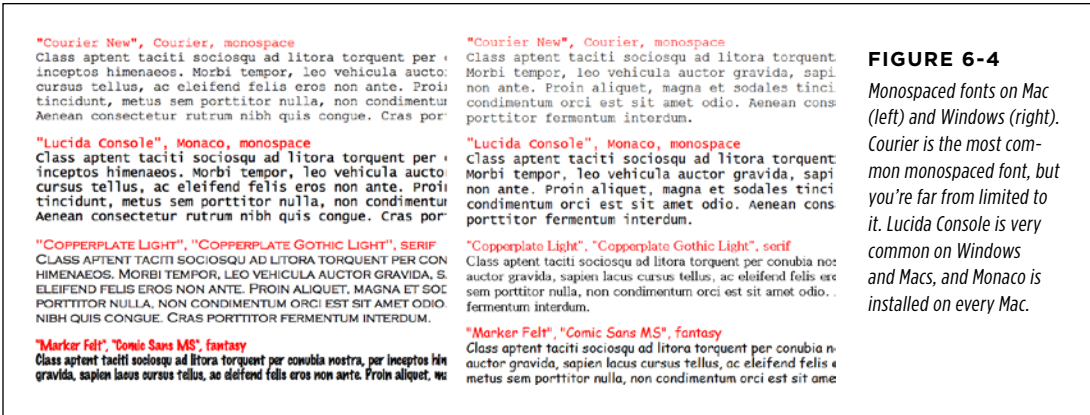 "Courier New", Courier, monospace
Class aptent taciti sociosqu ad litora torquent per
inceptos himenaeos. Morbi tempor, leo vehicula aucto
cursus tellus, ac eleifend felis eros non ante. Proi
tincidunt, metus sem porttitor nulla, non condimentu
Aenean consectetur rutrum nibh quis congue. Cras por
"Lucida Console", Monaco, monospace
Class aptent taciti sociosqu ad litora torquent per
inceptos himenaeos. Morbi tempor, leo vehicula aucto
cursus tellus, ac eleifend felis eros non ante. Proi
tincidunt, metus sem porttitor nulla, non condimentu
Aenean consectetur rutrum nibh quis congue. Cras por
"COPPERPLATE LIGHT", "COPPERPLATE GOTHIC LIGHT", SERIF
CLASS APTENT TACITI SOCIOSQU AD LITORA TORQUENT PER CON
HIMENAEOS. MORBI TEMPOR, LEO VEHICULA AUCTOR GRAVIDA, S
ELEIFEND FELIS EROS NON ANTE. PROIN ALIQUET, MAGNA ET SOD
PORTTITOR NULLA, NON CONDIMENTUM ORCI EST SIT AMET ODIO.
NIBH QUIS CONGUE. CRAS PORTTITOR FERMENTUM INTERDUM.
"Marker Felt", "Comic Sans MS", fantasy
Class aptent taciti sociosqu ad litora torquent per conubia nostra, per inceptos him
gravida, sapien lacus cursus tellus, ac eleifend felis eros non ante. Proin aliquet, ma
"Courier New", Courier, monospace
Class aptent taciti sociosqu ad litora torquent
Morbi tempor, leo vehicula auctor gravida, sapi
non ante. Proin aliquet, magna et sodales tinci
condimentum orci est sit amet odio. Aenean cons
porttitor fermentum interdum.
"Lucida Console", Monaco, monospace
Class aptent taciti sociosqu ad litora torquent
Morbi tempor, leo vehicula auctor gravida, sapi
non ante. Proin aliquet, magna et sodales tinci
condimentum orci est sit amet odio. Aenean cons
porttitor fermentum interdum.
"Copperplate Light", "Copperplate Gothic Light", serif
Class aptent taciti sociosqu ad litora torquent per conubia nos
auctor gravida, sapien lacus cursus tellus, ac eleifend felis ero
sem porttitor nulla, non condimentum orci est sit amet odio.
fermentum interdum.
"Marker Felt", "Comic Sans MS", fantasy
Class aptent taciti sociosqu ad litora torquent per conubia n
auctor gravida, sapien lacus cursus tellus, ac eleifend felis e
metus sem porttitor nulla, non condimentum orci est sit ame
FIGURE 6-4
Monospaced fonts on Mac
(left) and Windows (right).
Courier is the most com-
mon monospaced font, but
you're far from limited to
it. Lucida Console is very
common on Windows
and Macs, and Monaco is
installed on every Mac.